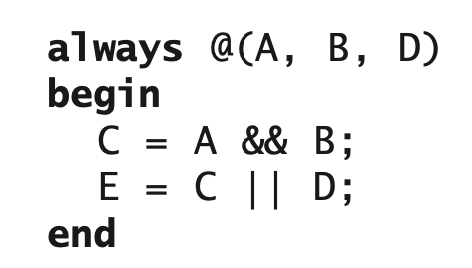 always @(A, B, D)
begin
C = A && B;
E = C || D;
end